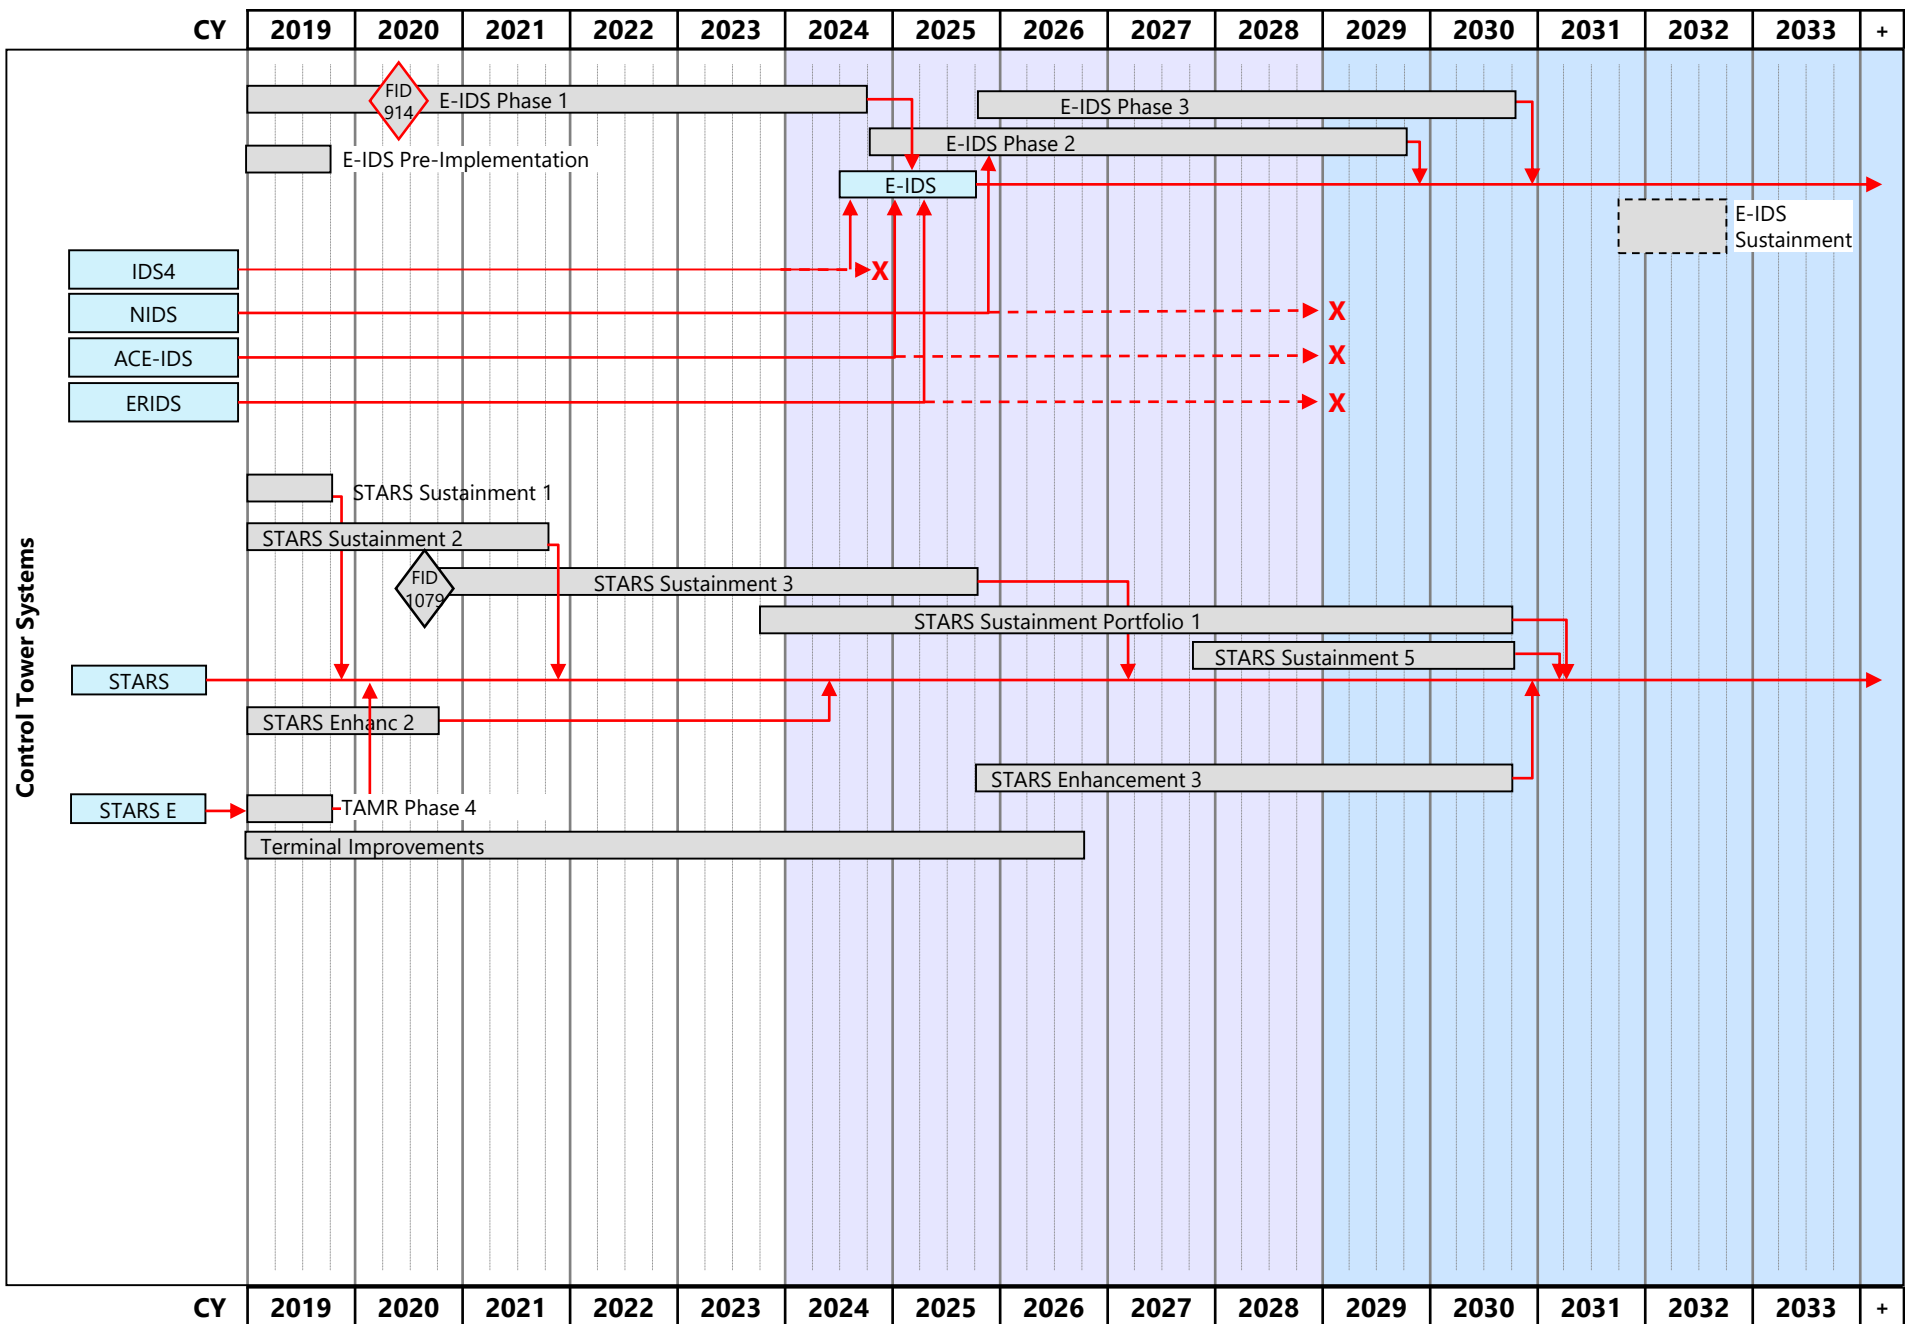 CY 2019 2020 2021 2022 2023 2024 2025 2026 2027 2028 2029 2030 2031 2032 2033 +
Control Tower Systems
FID
914
E-IDS Phase 1
E-IDS Phase 3
E-IDS Phase 2
E-IDS Pre-Implementation
E-IDS
E-IDS
Sustainment
IDS4
X
NIDS
X
ACE-IDS
X
ERIDS
X
STARS Sustainment 1
STARS Sustainment 2
FID
1079
STARS Sustainment 3
STARS Sustainment Portfolio 1
STARS Sustainment 5
STARS
STARS Enhanc 2
STARS Enhancement 3
STARS E
TAMR Phase 4
Terminal Improvements
CY 2019 2020 2021 2022 2023 2024 2025 2026 2027 2028 2029 2030 2031 2032 2033 +